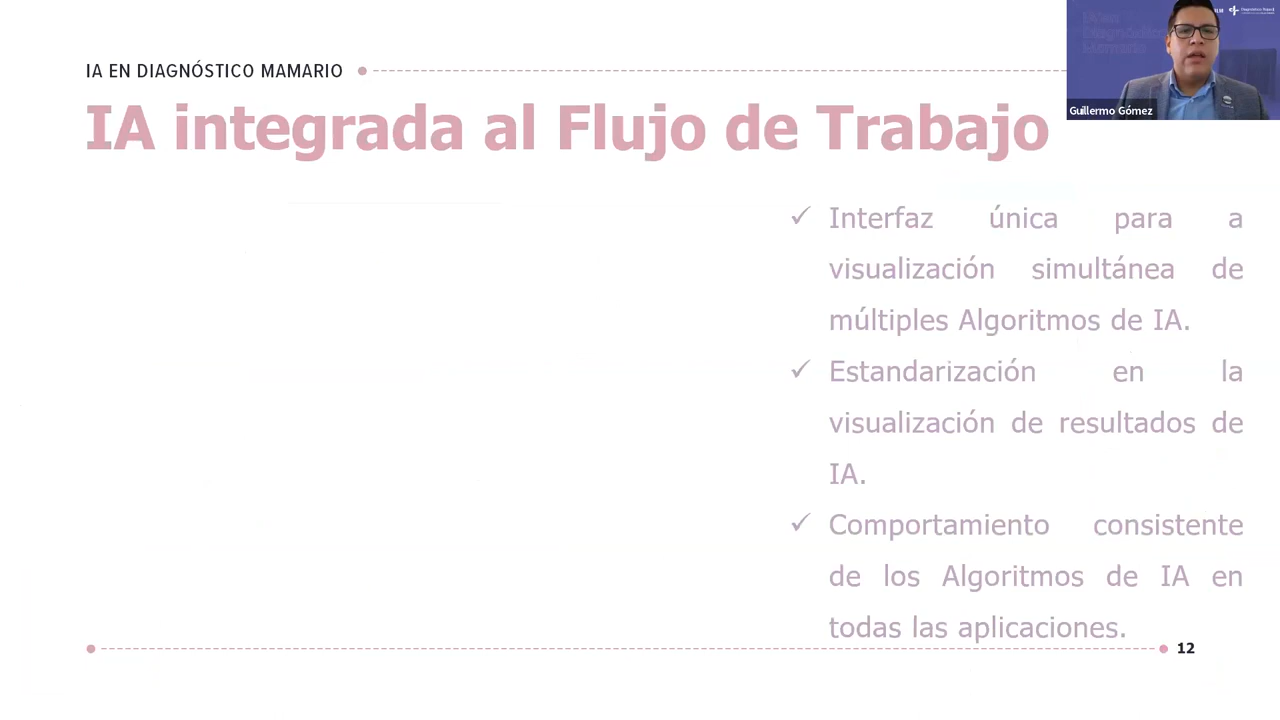 IA EN DIAGNÓSTICO MAMARIO
IA integrada al Flujo de Trabajo
Guillermo Gómez
✓ Interfaz única para a
visualización simultánea de
múltiples Algoritmos de IA.
✓ Estandarización en la
visualización de resultados de
IA.
✓ Comportamiento consistente
de los Algoritmos de IA en
todas las aplicaciones.
12